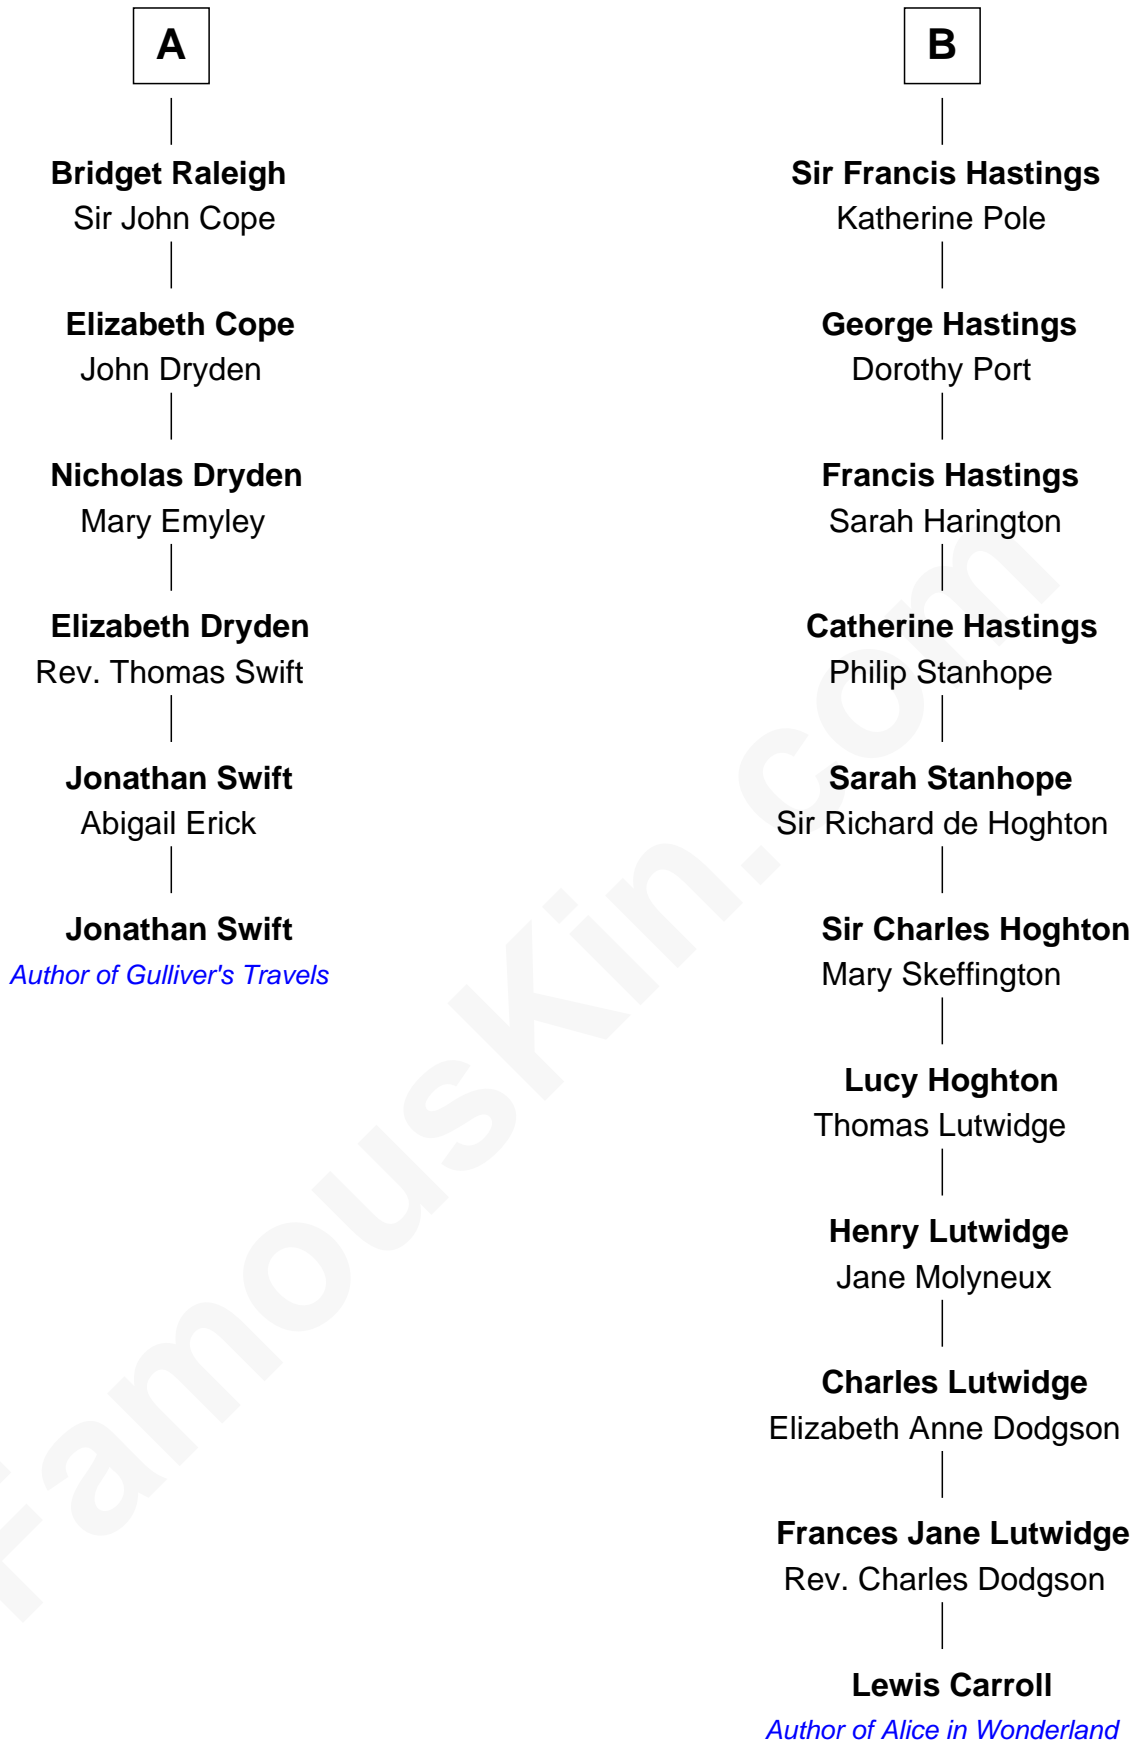 A
Bridget Raleigh
Sir John Cope
Elizabeth Cope
John Dryden
Nicholas Dryden
Mary Emyley
Elizabeth Dryden
Rev. Thomas Swift
Jonathan Swift
Abigail Erick
Jonathan Swift
Author of Gulliver's Travels
B
Sir Francis Hastings
Katherine Pole
George Hastings
Dorothy Port
Francis Hastings
Sarah Harington
Catherine Hastings
Philip Stanhope
Sarah Stanhope
Sir Richard de Hoghton
Sir Charles Hoghton
Mary Skeffington
Lucy Hoghton
Thomas Lutwidge
Henry Lutwidge
Jane Molyneux
Charles Lutwidge
Elizabeth Anne Dodgson
Frances Jane Lutwidge
Rev. Charles Dodgson
Lewis Carroll
Author of Alice in Wonderland
FamousKin.com